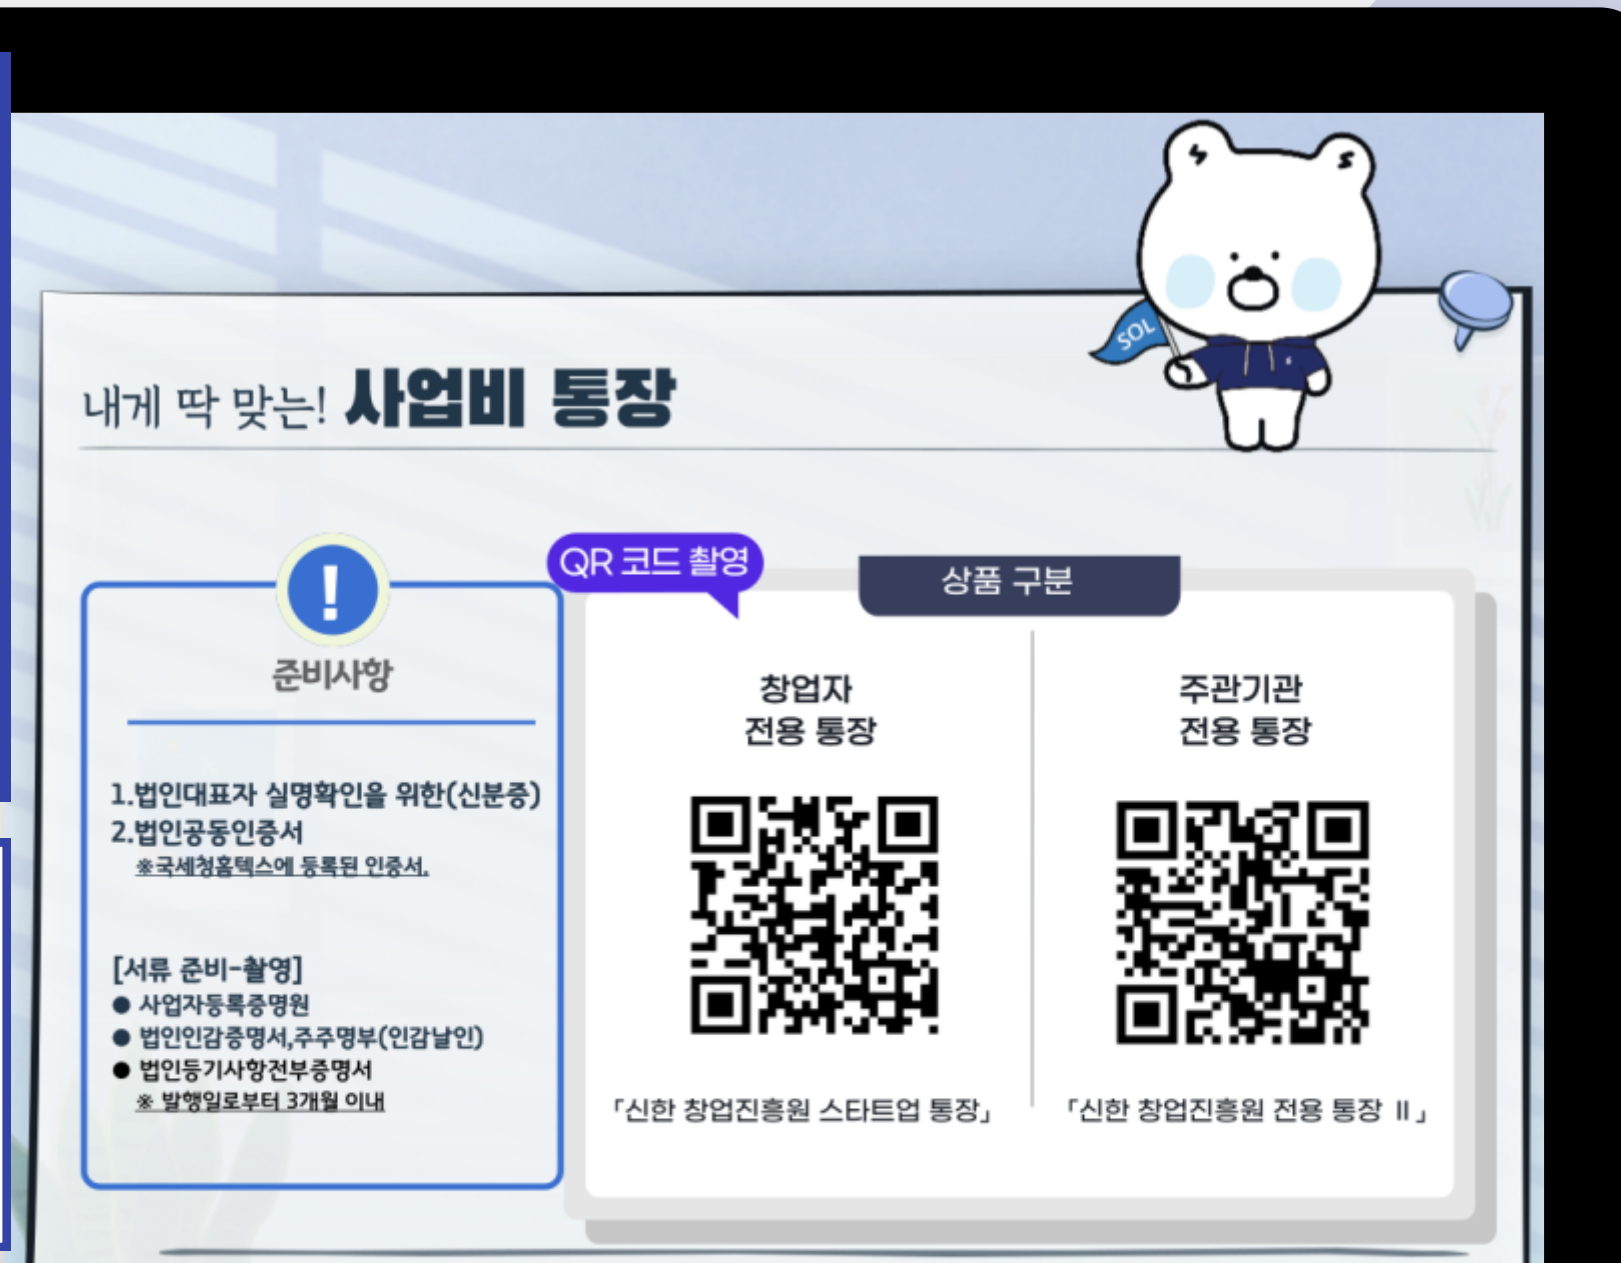 SOL
내게 딱 맞는! 사업비 통장
!
준비사항
1.법인대표자 실명확인을 위한(신분증)
2.법인공동인증서
※국세청홈텍스에 등록된 인증서.
[서류 준비-촬영]
● 사업자등록증명원
● 법인인감증명서,주주명부(인감날인)
● 법인등기사항전부증명서
※ 발행일로부터 3개월 이내
QR 코드 촬영
상품 구분
창업자
전용 통장
「신한 창업진흥원 스타트업 통장」
주관기관
전용 통장
「신한 창업진흥원 전용 통장 Ⅱ」